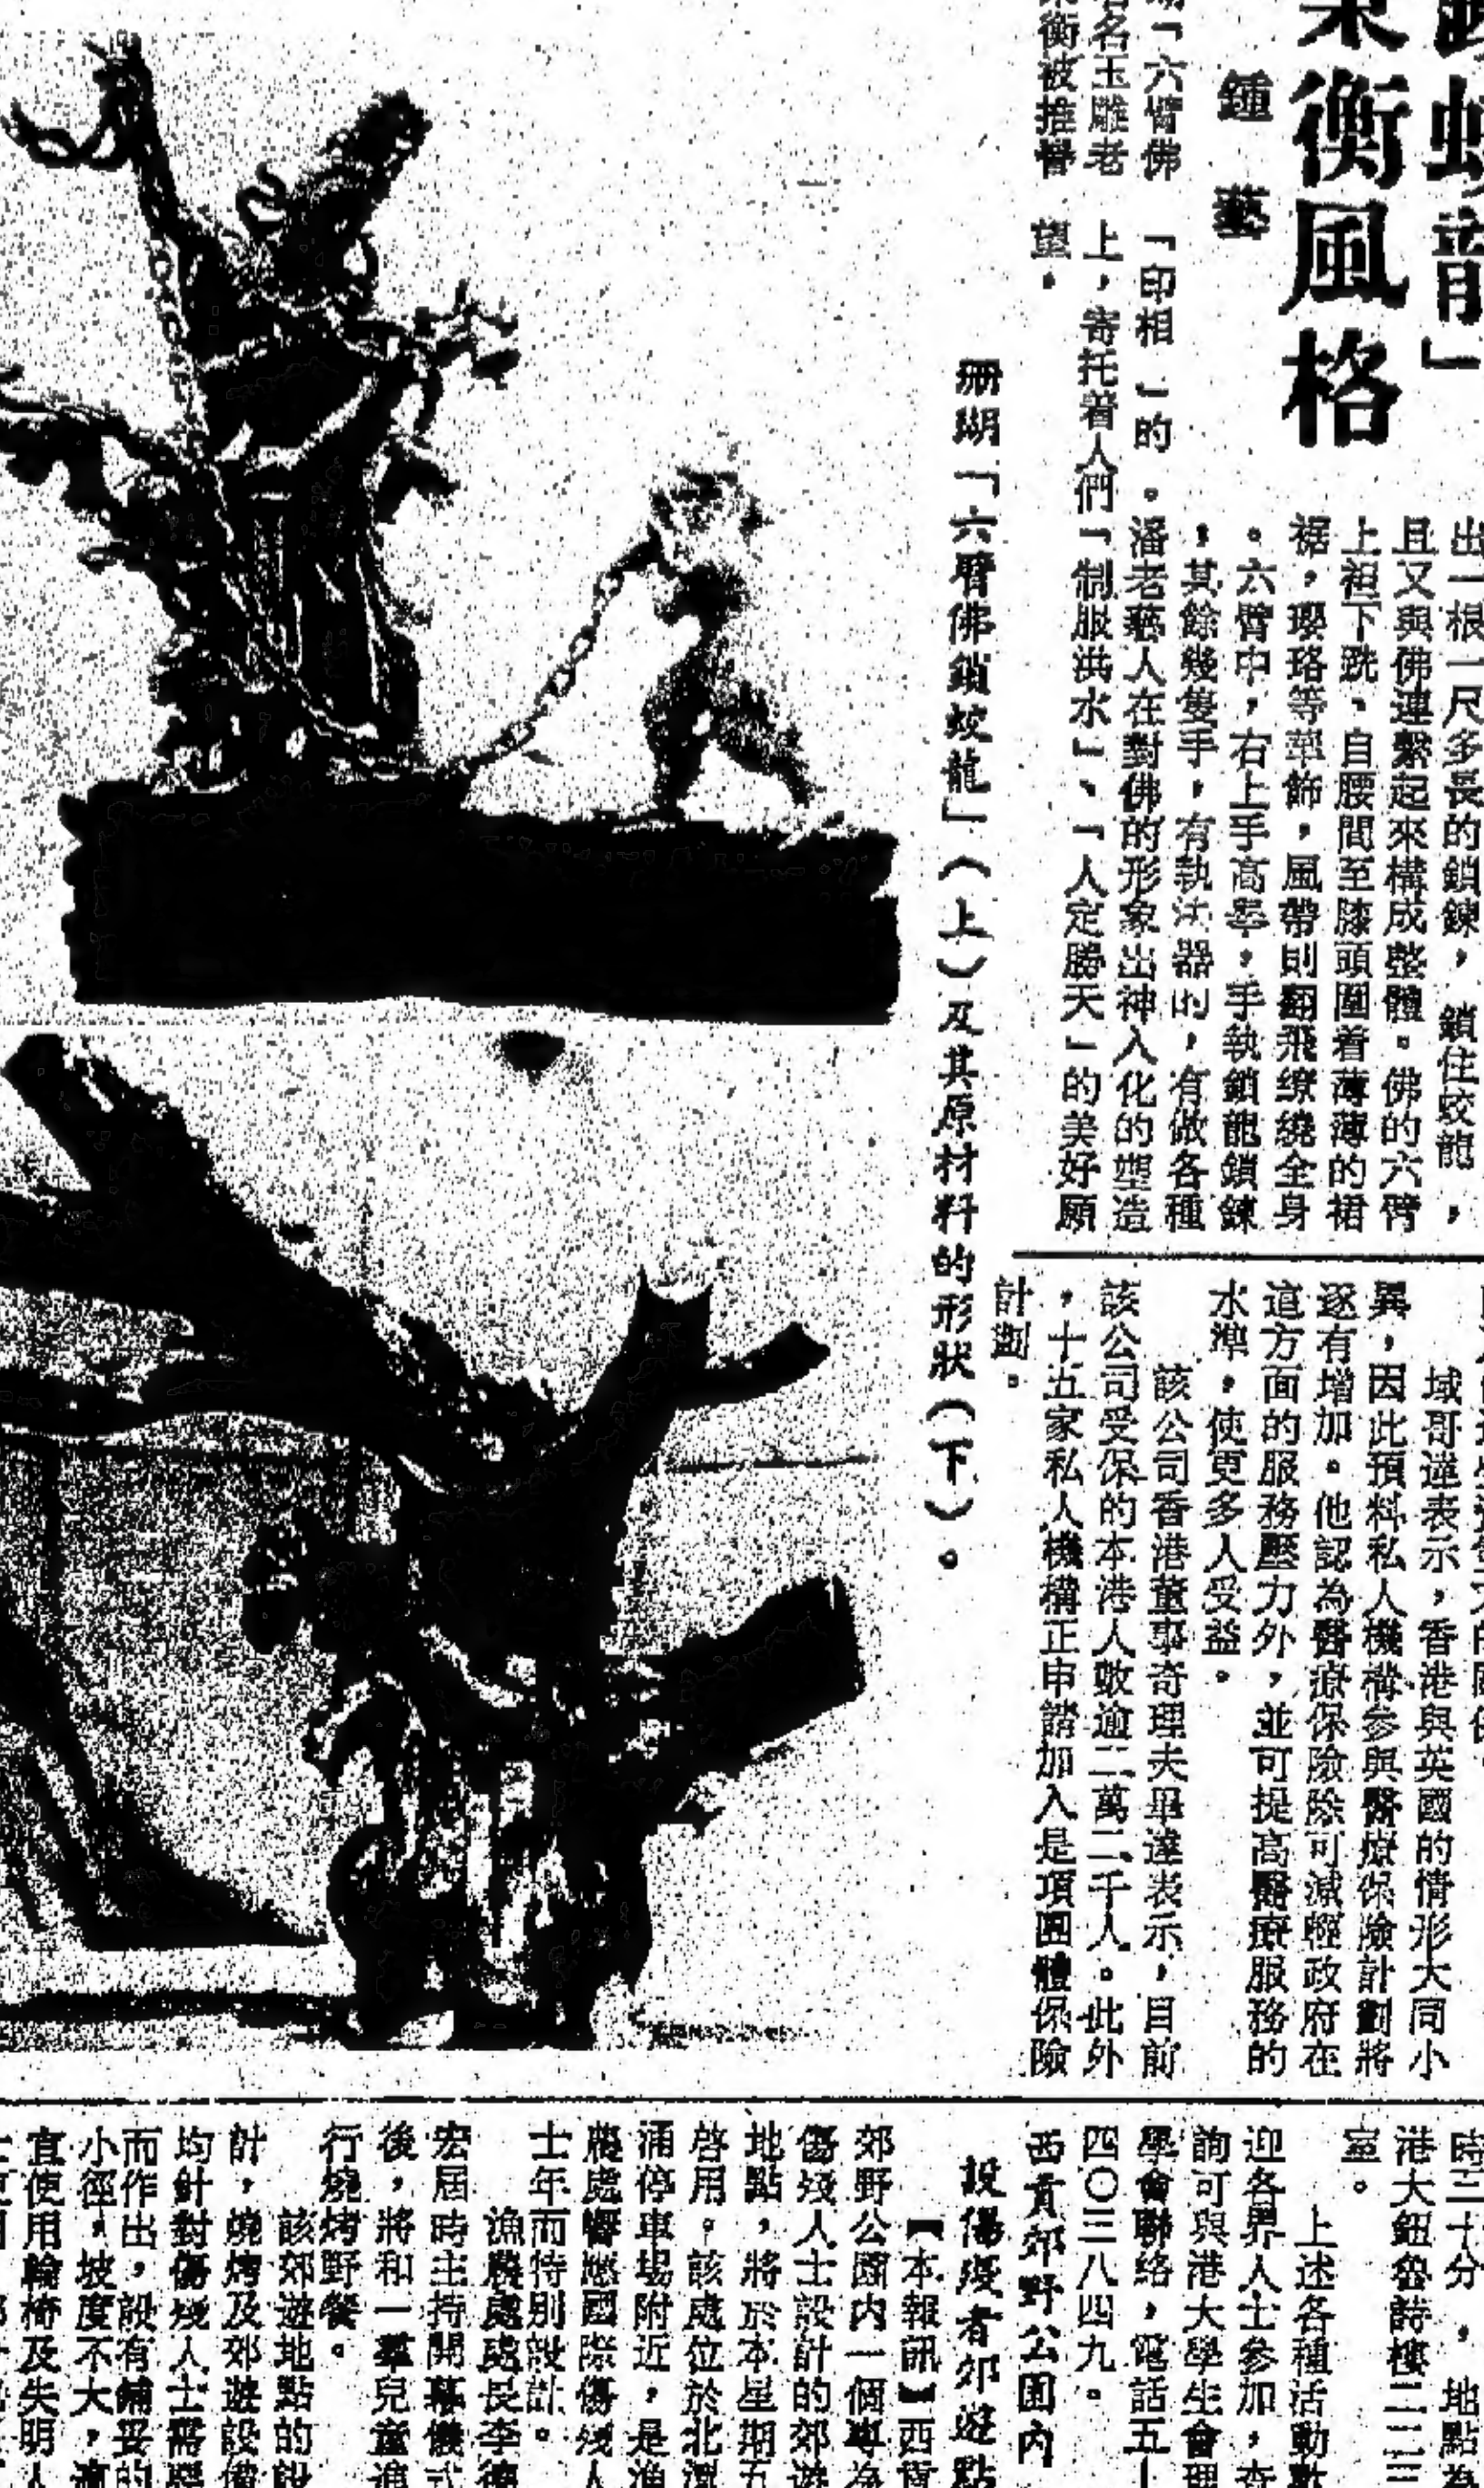 龍」
衡風格
鍾藝
「六臂佛
名玉雕老
衡被推譽
「印相」的
上，寄托着人們
望。
出一根一尺多長的鎖鍊，鎖住蛟龍，
且又與佛連繫起來構成整體。佛的六臂
上袒下跣、自腰間至膝頭圍着薄薄的裙
裾，瓔珞等華飾，風帶則翻飛繚繞全身
。六臂中，右上手高舉，手執鎖龍鎖鍊
，其餘幾隻手，有執法器的，有做各種
。潘老藝人在對佛的形象出神入化的塑造
「制服洪水」、「人定勝天」的美好願
珊瑚「六臂佛鎖蛟龍」（上）及其原材料的形狀（下）。
域哥達表示，香港與英國的情形大同小
異，因此預料私人機構參與醫療保險計劃將
逐有增加。他認為醫療保險除可減輕政府在
這方面的服務壓力外，並可提高醫療服務的
水準，使更多人受益。
該公司香港董事奇理夫畢達表示，目前
該公司受保的本港人數逾二萬二千人。此外
，十五家私人機構正申請加入是項團體保險
計劃。
時三十分，地點為
港大鈕魯詩樓二二三
室。
上述各種活動歡
迎各界人士參加，查
詢可與港大學生會理
學會聯絡，電話五—
四〇三八四九。
西貢郊野公園內
設傷殘者郊遊點
【本報訊】西貢
郊野公園內一個專為
傷殘人士設計的郊遊
地點，將於本星期五
啓用。該處位於北潭
涌停車場附近，是漁
農處響應國際傷殘人
士年而特別設計。
漁農處處長李德
宏屆時主持開幕儀式
後，將和一羣兒童進
行燒烤野餐。
該郊遊地點的設
計，燒烤及郊遊設備
均針對傷殘人士需要
而作出，設有鋪妥的
小徑，坡度不大，適
宜使用輪椅及失明人